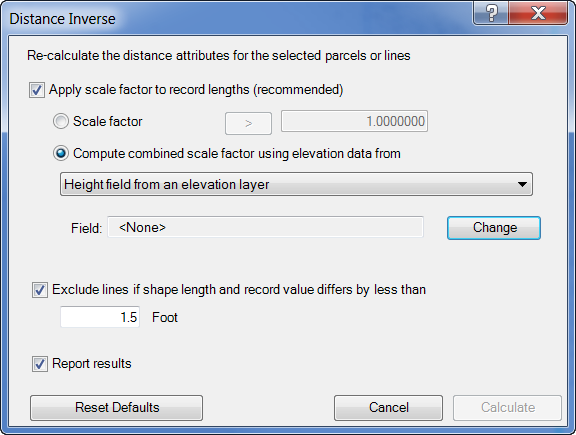 Distance Inverse
?
Re-calculate the distance attributes for the selected parcels or lines
Apply scale factor to record lengths (recommended)
Scale factor > 1.0000000
Compute combined scale factor using elevation data from
Height field from an elevation layer
Field: <None> Change
Exclude lines if shape length and record value differs by less than
1.5 Foot
Report results
Reset Defaults Cancel Calculate